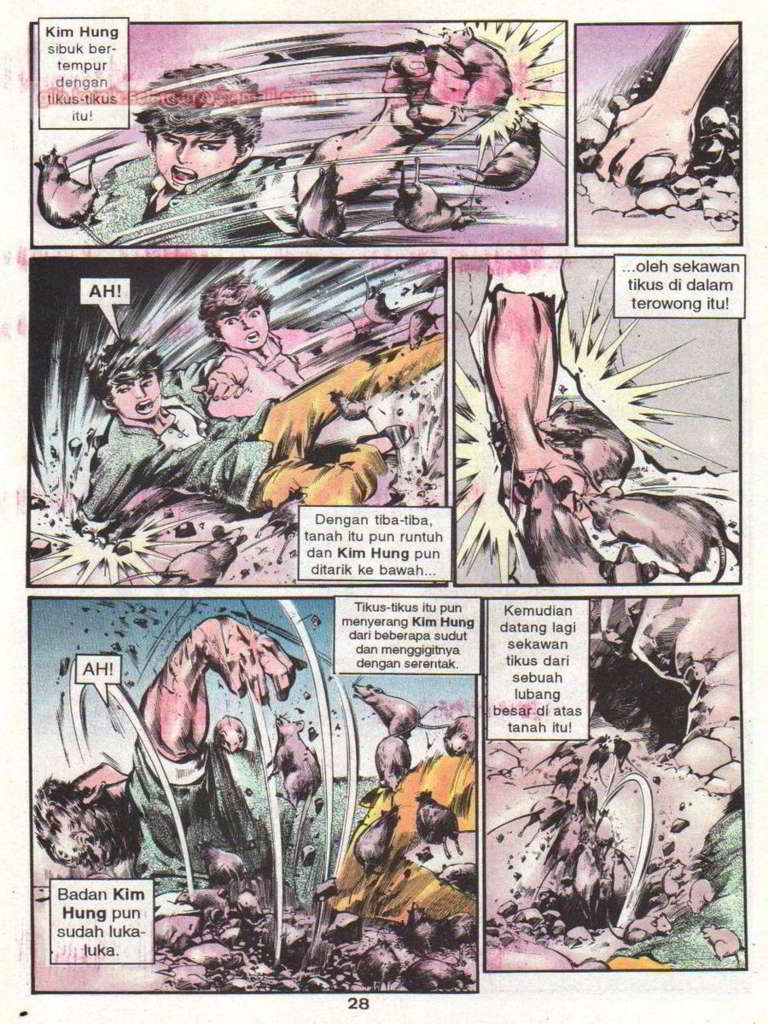 Kim Hung
sibuk ber-
tempur
dengan
tikus-tikus
itu!
AH!
Dengan tiba-tiba,
tanah itu pun runtuh
dan Kim Hung pun
ditarik ke bawah...
...oleh sekawan
tikus di dalam
terowong itu!
AH!
Tikus-tikus itu pun
menyerang Kim Hung
dari beberapa sudut
dan menggigitnya
dengan serentak.
Badan Kim
Hung pun
sudah luka-
luka.
Kemudian
datang lagi
sekawan
tikus dari
sebuah
lubang
besar di atas
tanah itu!
28